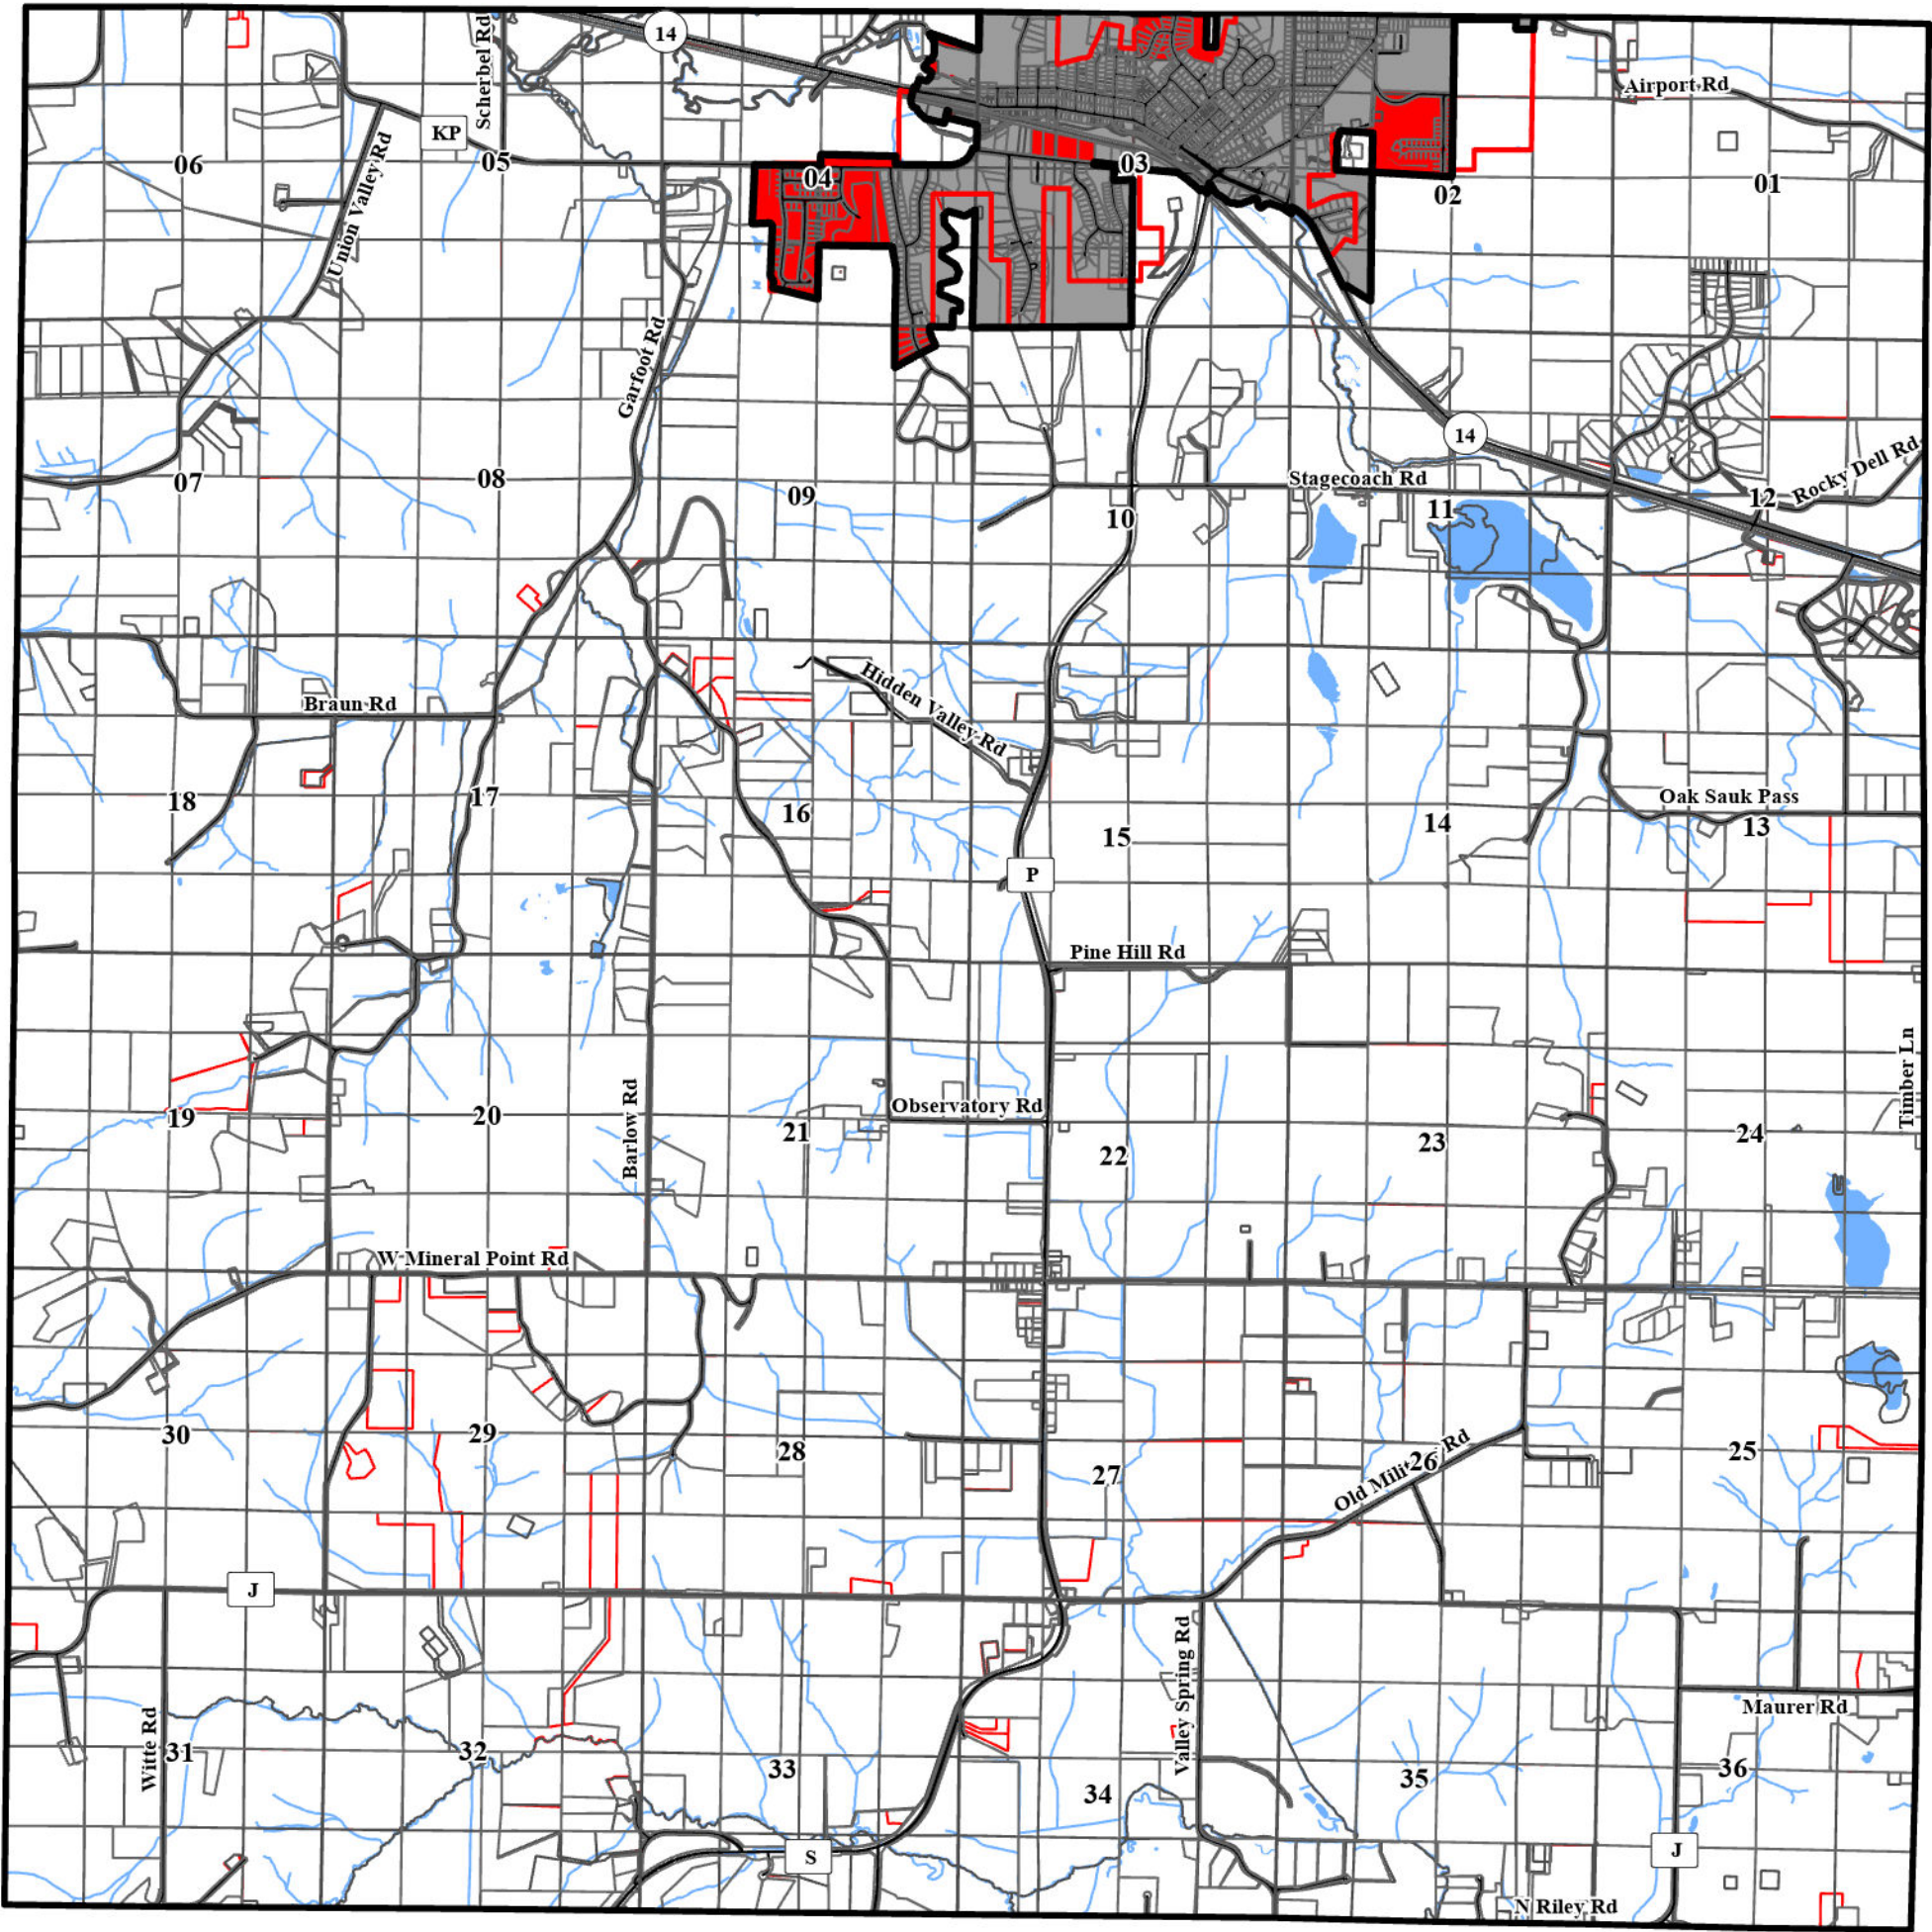 14
Scherbel Rd
Airport Rd
KP
06
Union Valley Rd
05
04
03
02
01
Garfoot Rd
14
07
08
09
10
Stagecoach Rd
11
12
Rocky Dell Rd
Braun Rd
Hidden Valley Rd
18
17
16
15
14
Oak Sauk Pass
13
P
Pine Hill Rd
Timber Ln
19
20
Barlow Rd
21
Observatory Rd
22
23
24
W Mineral Point Rd
30
29
28
27
Old Milit
26
Rd
25
J
Witte Rd
31
32
33
34
Valley Spring Rd
35
Maurer Rd
36
S
J
N Riley Rd